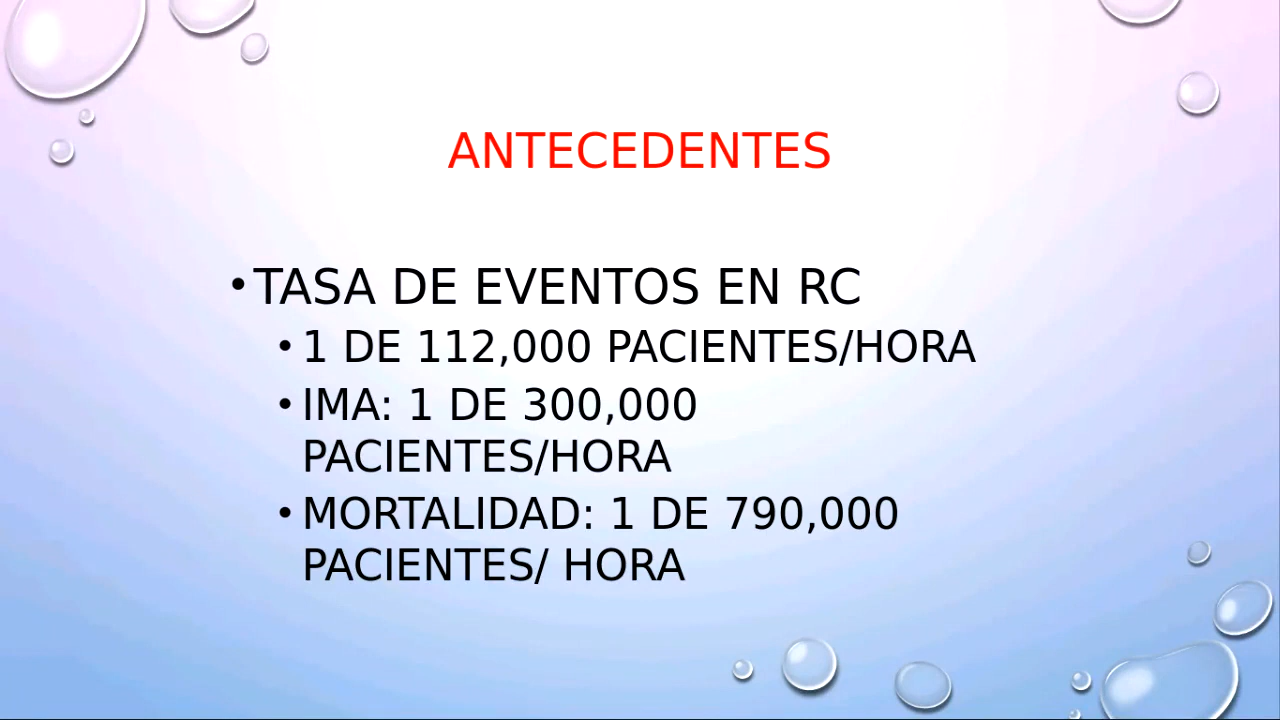 ANTECEDENTES
• TASA DE EVENTOS EN RC
• 1 DE 112,000 PACIENTES/HORA
• IMA: 1 DE 300,000
PACIENTES/HORA
• MORTALIDAD: 1 DE 790,000
PACIENTES/ HORA